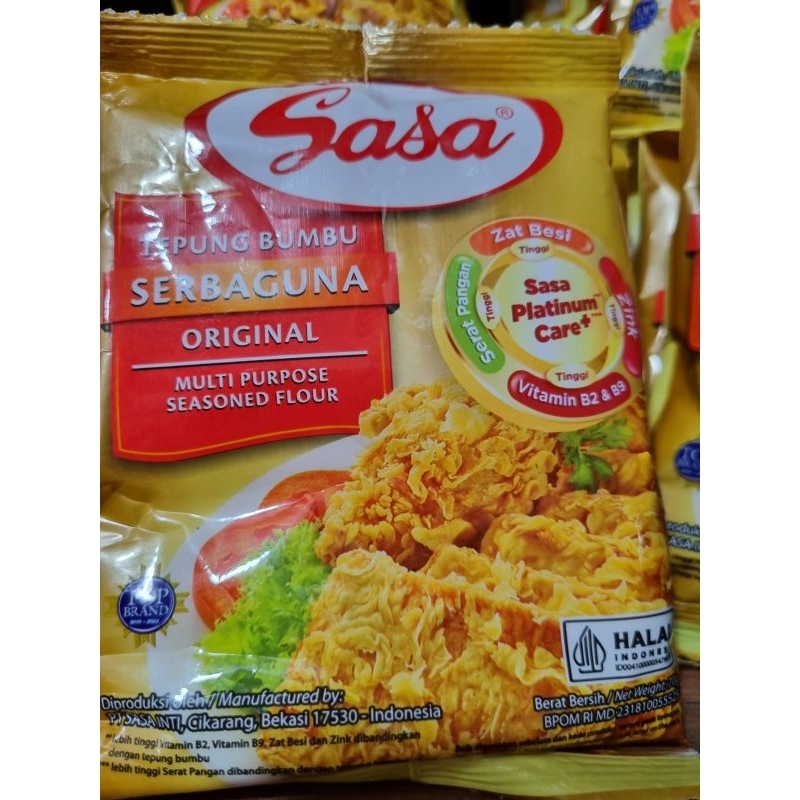 Sasa®
TEPUNG BUMBU
SERBAGUNA
ORIGINAL
MULTI PURPOSE
SEASONED FLOUR
Zat Besi
Tinggi
Serat Pangan
Tinggi
Sasa
Platinum
Care+
Zink
Tinggi
Tinggi
Vitamin B2 & B9
TOP
BRAND
HALAL
INDONESIA
Diproduksi oleh / Manufactured by:
PT SASA INTI, Cikarang, Bekasi 17530 - Indonesia
*lebih tinggi Vitamin B2, Vitamin B9, Zat Besi dan Zink dibandingkan
dengan tepung bumbu
** lebih tinggi Serat Pangan dibandingkan dengan
Berat Bersih / Net Weight:
BPOM RI MD